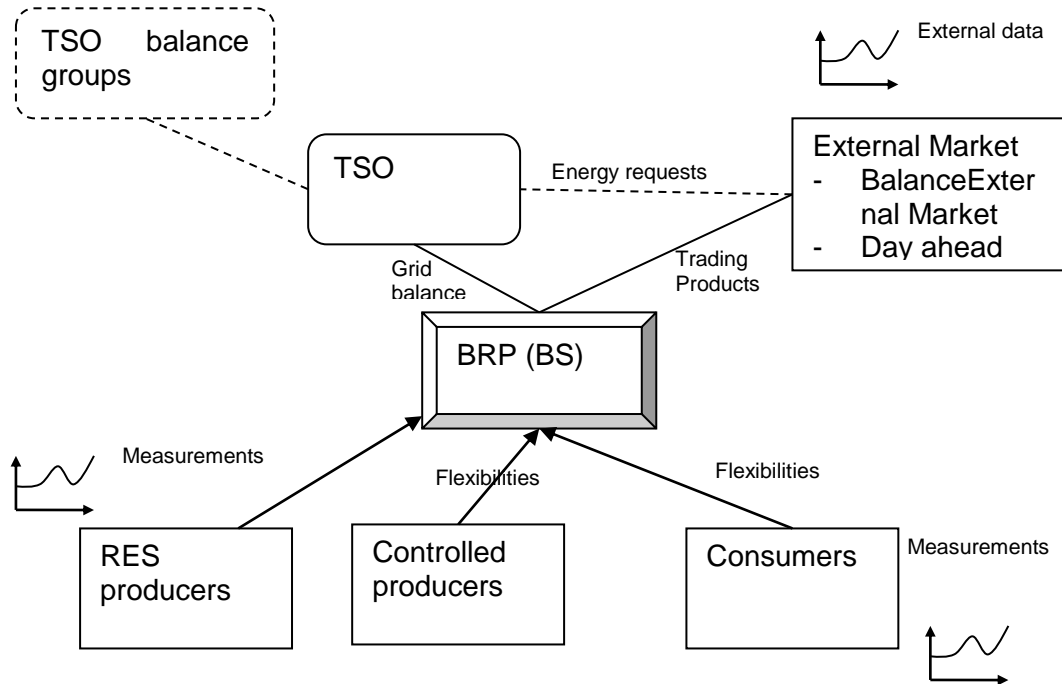 TSO balance
groups
External data
TSO
Energy requests
External Market
- BalanceExter
nal Market
- Day ahead
Grid
balance
Trading
Products
BRP (BS)
Measurements
Flexibilities
Flexibilities
RES
producers
Controlled
producers
Consumers
Measurements